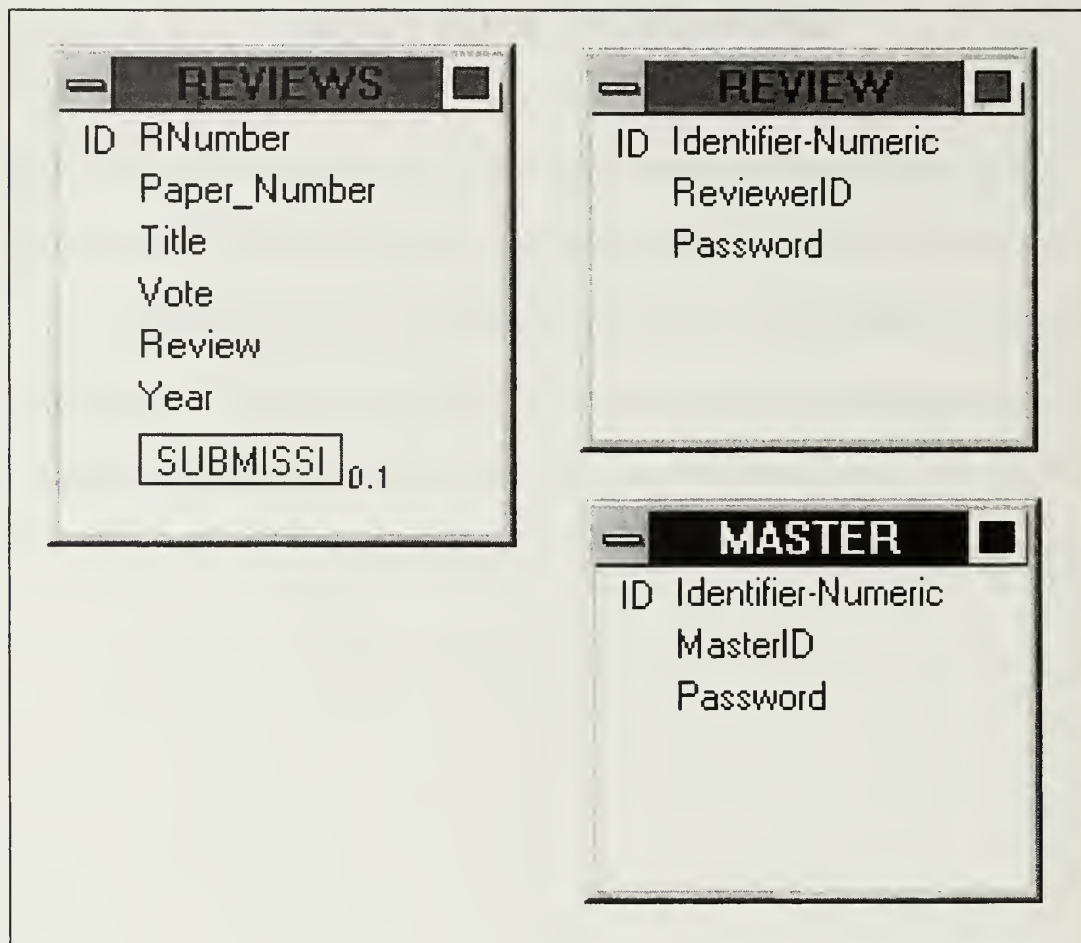 REVIEWS
ID RNumber
Paper_Number
Title
Vote
Review
Year
SUBMISSI 0.1
REVIEW
ID Identifier-Numeric
ReviewerID
Password
MASTER
ID Identifier-Numeric
MasterID
Password